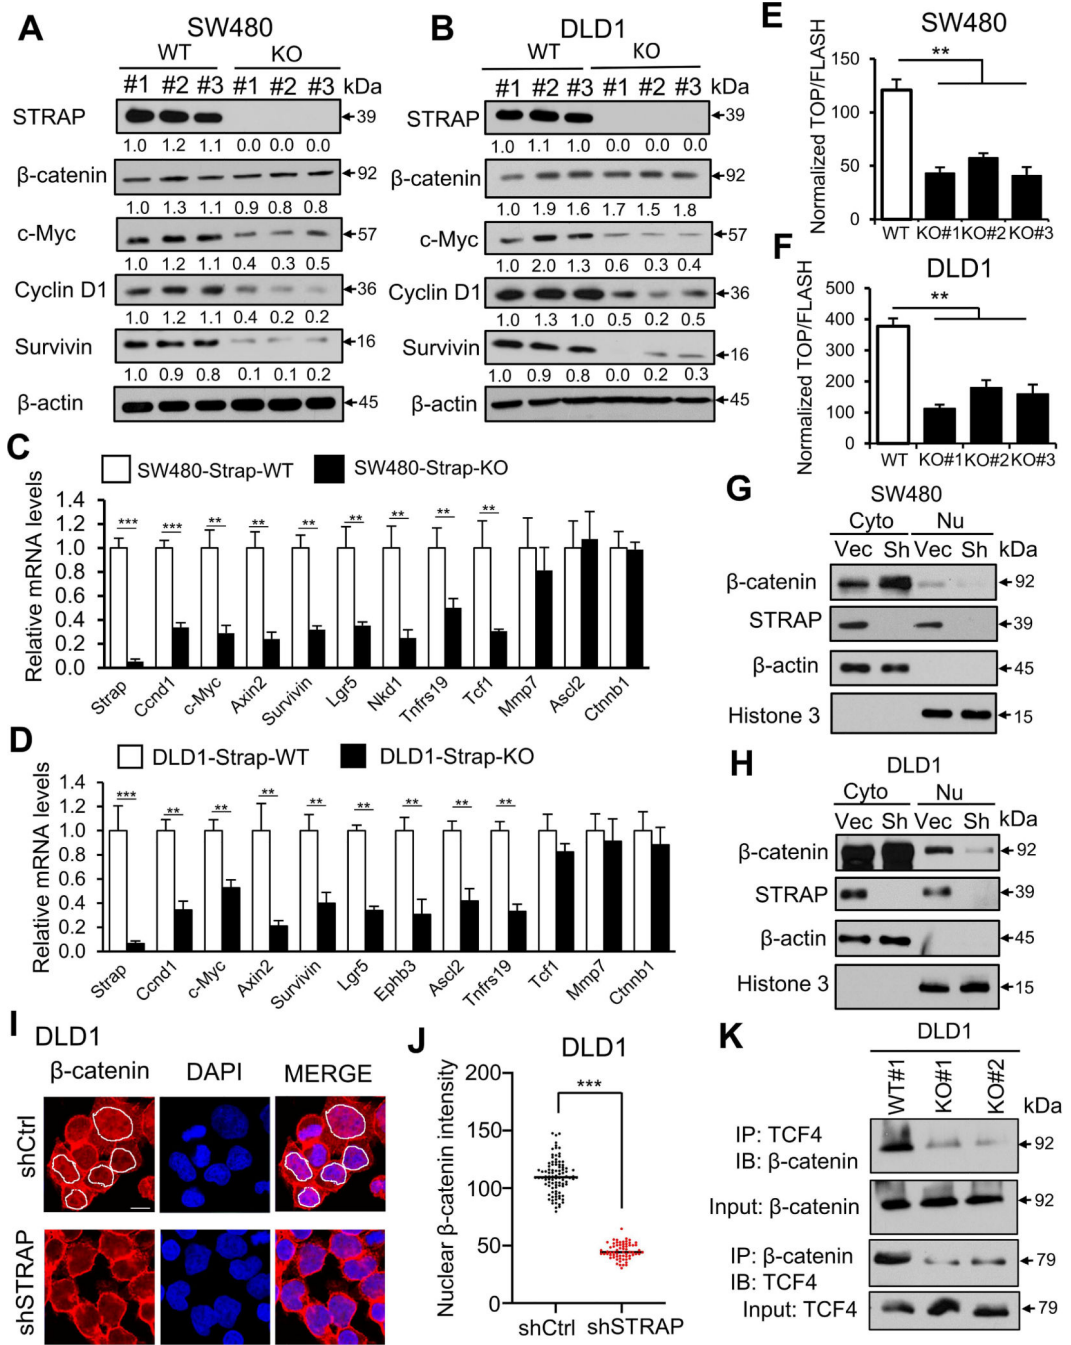 A
SW480
WT KO
#1 #2 #3 #1 #2 #3 kDa
STRAP 39
1.0 1.2 1.1 0.0 0.0 0.0
β-catenin 92
1.0 1.3 1.1 0.9 0.8 0.8
c-Myc 57
1.0 1.2 1.1 0.4 0.3 0.5
Cyclin D1 36
1.0 1.2 1.1 0.4 0.2 0.2
Survivin 16
1.0 0.9 0.8 0.1 0.1 0.2
β-actin 45
B
DLD1
WT KO
#1 #2 #3 #1 #2 #3
STRAP 39
1.0 1.1 1.0 0.0 0.0 0.0
β-catenin 92
1.0 1.9 1.6 1.7 1.5 1.8
c-Myc 57
1.0 2.0 1.3 0.6 0.3 0.4
Cyclin D1 36
1.0 1.3 1.0 0.5 0.2 0.5
Survivin 16
1.0 0.9 0.8 0.0 0.2 0.3
β-actin 45
E
SW480
Normalized TOP/FLASH
150
100
50
0
**
WT KO#1 KO#2 KO#3
F
DLD1
Normalized TOP/FLASH
500
400
300
200
100
0
**
WT KO#1 KO#2 KO#3
C
SW480-Strap-WT SW480-Strap-KO
Relative mRNA levels
1.4
1.2
1.0
0.8
0.6
0.4
0.2
0.0
*** *** ** ** ** ** ** ** **
Strap Ccnd1 c-Myc Axin2 Survivin Lgr5 Nkd1 Tnfrs19 Tcf1 Mmp7 Ascl2 Ctnnb1
D
DLD1-Strap-WT DLD1-Strap-KO
Relative mRNA levels
1.4
1.2
1.0
0.8
0.6
0.4
0.2
0.0
*** ** ** ** ** ** ** ** **
Strap Ccnd1 c-Myc Axin2 Survivin Lgr5 Ephb3 Ascl2 Tnfrs19 Tcf1 Mmp7 Ctnnb1
G
SW480
Cyto Nu
Vec Sh Vec Sh kDa
β-catenin 92
STRAP 39
β-actin 45
Histone 3 15
H
DLD1
Cyto Nu
Vec Sh Vec Sh kDa
β-catenin 92
STRAP 39
β-actin 45
Histone 3 15
I
DLD1
β-catenin DAPI MERGE
shCtrl
shSTRAP
J
DLD1
Nuclear β-catenin intensity
200
150
100
50
0
***
shCtrl shSTRAP
K
DLD1
WT#1 KO#1 KO#2
kDa
IP: TCF4
IB: β-catenin 92
Input: β-catenin 92
IP: β-catenin
IB: TCF4 79
Input: TCF4 79